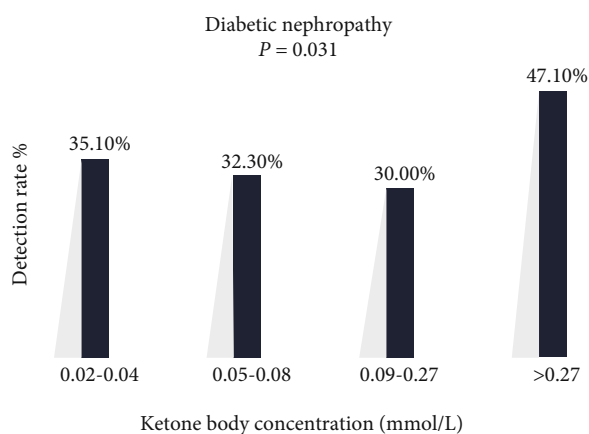 Diabetic nephropathy
P = 0.031
47.10%
35.10%
32.30%
30.00%
Detection rate %
0.02-0.04
0.05-0.08
0.09-0.27
>0.27
Ketone body concentration (mmol/L)